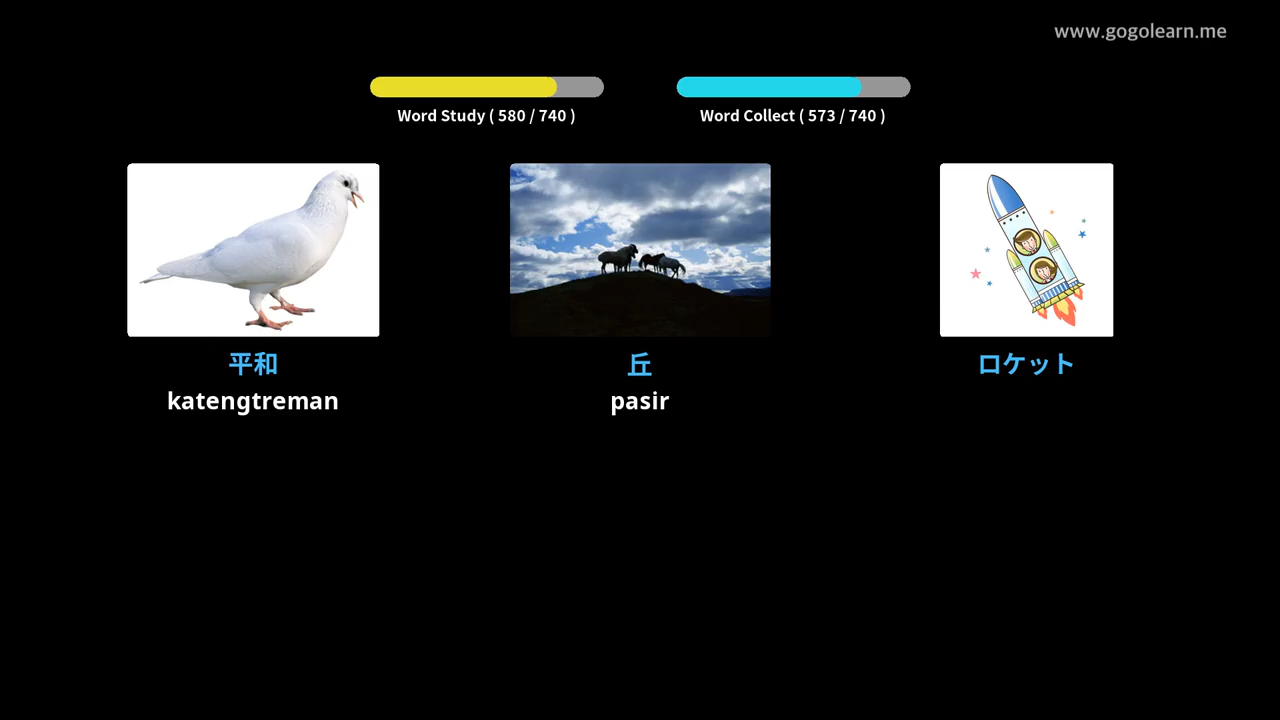 www.gogolearn.me
Word Study ( 580 / 740 )
Word Collect ( 573 / 740 )
平和
katengtreman
丘
pasir
ロケット